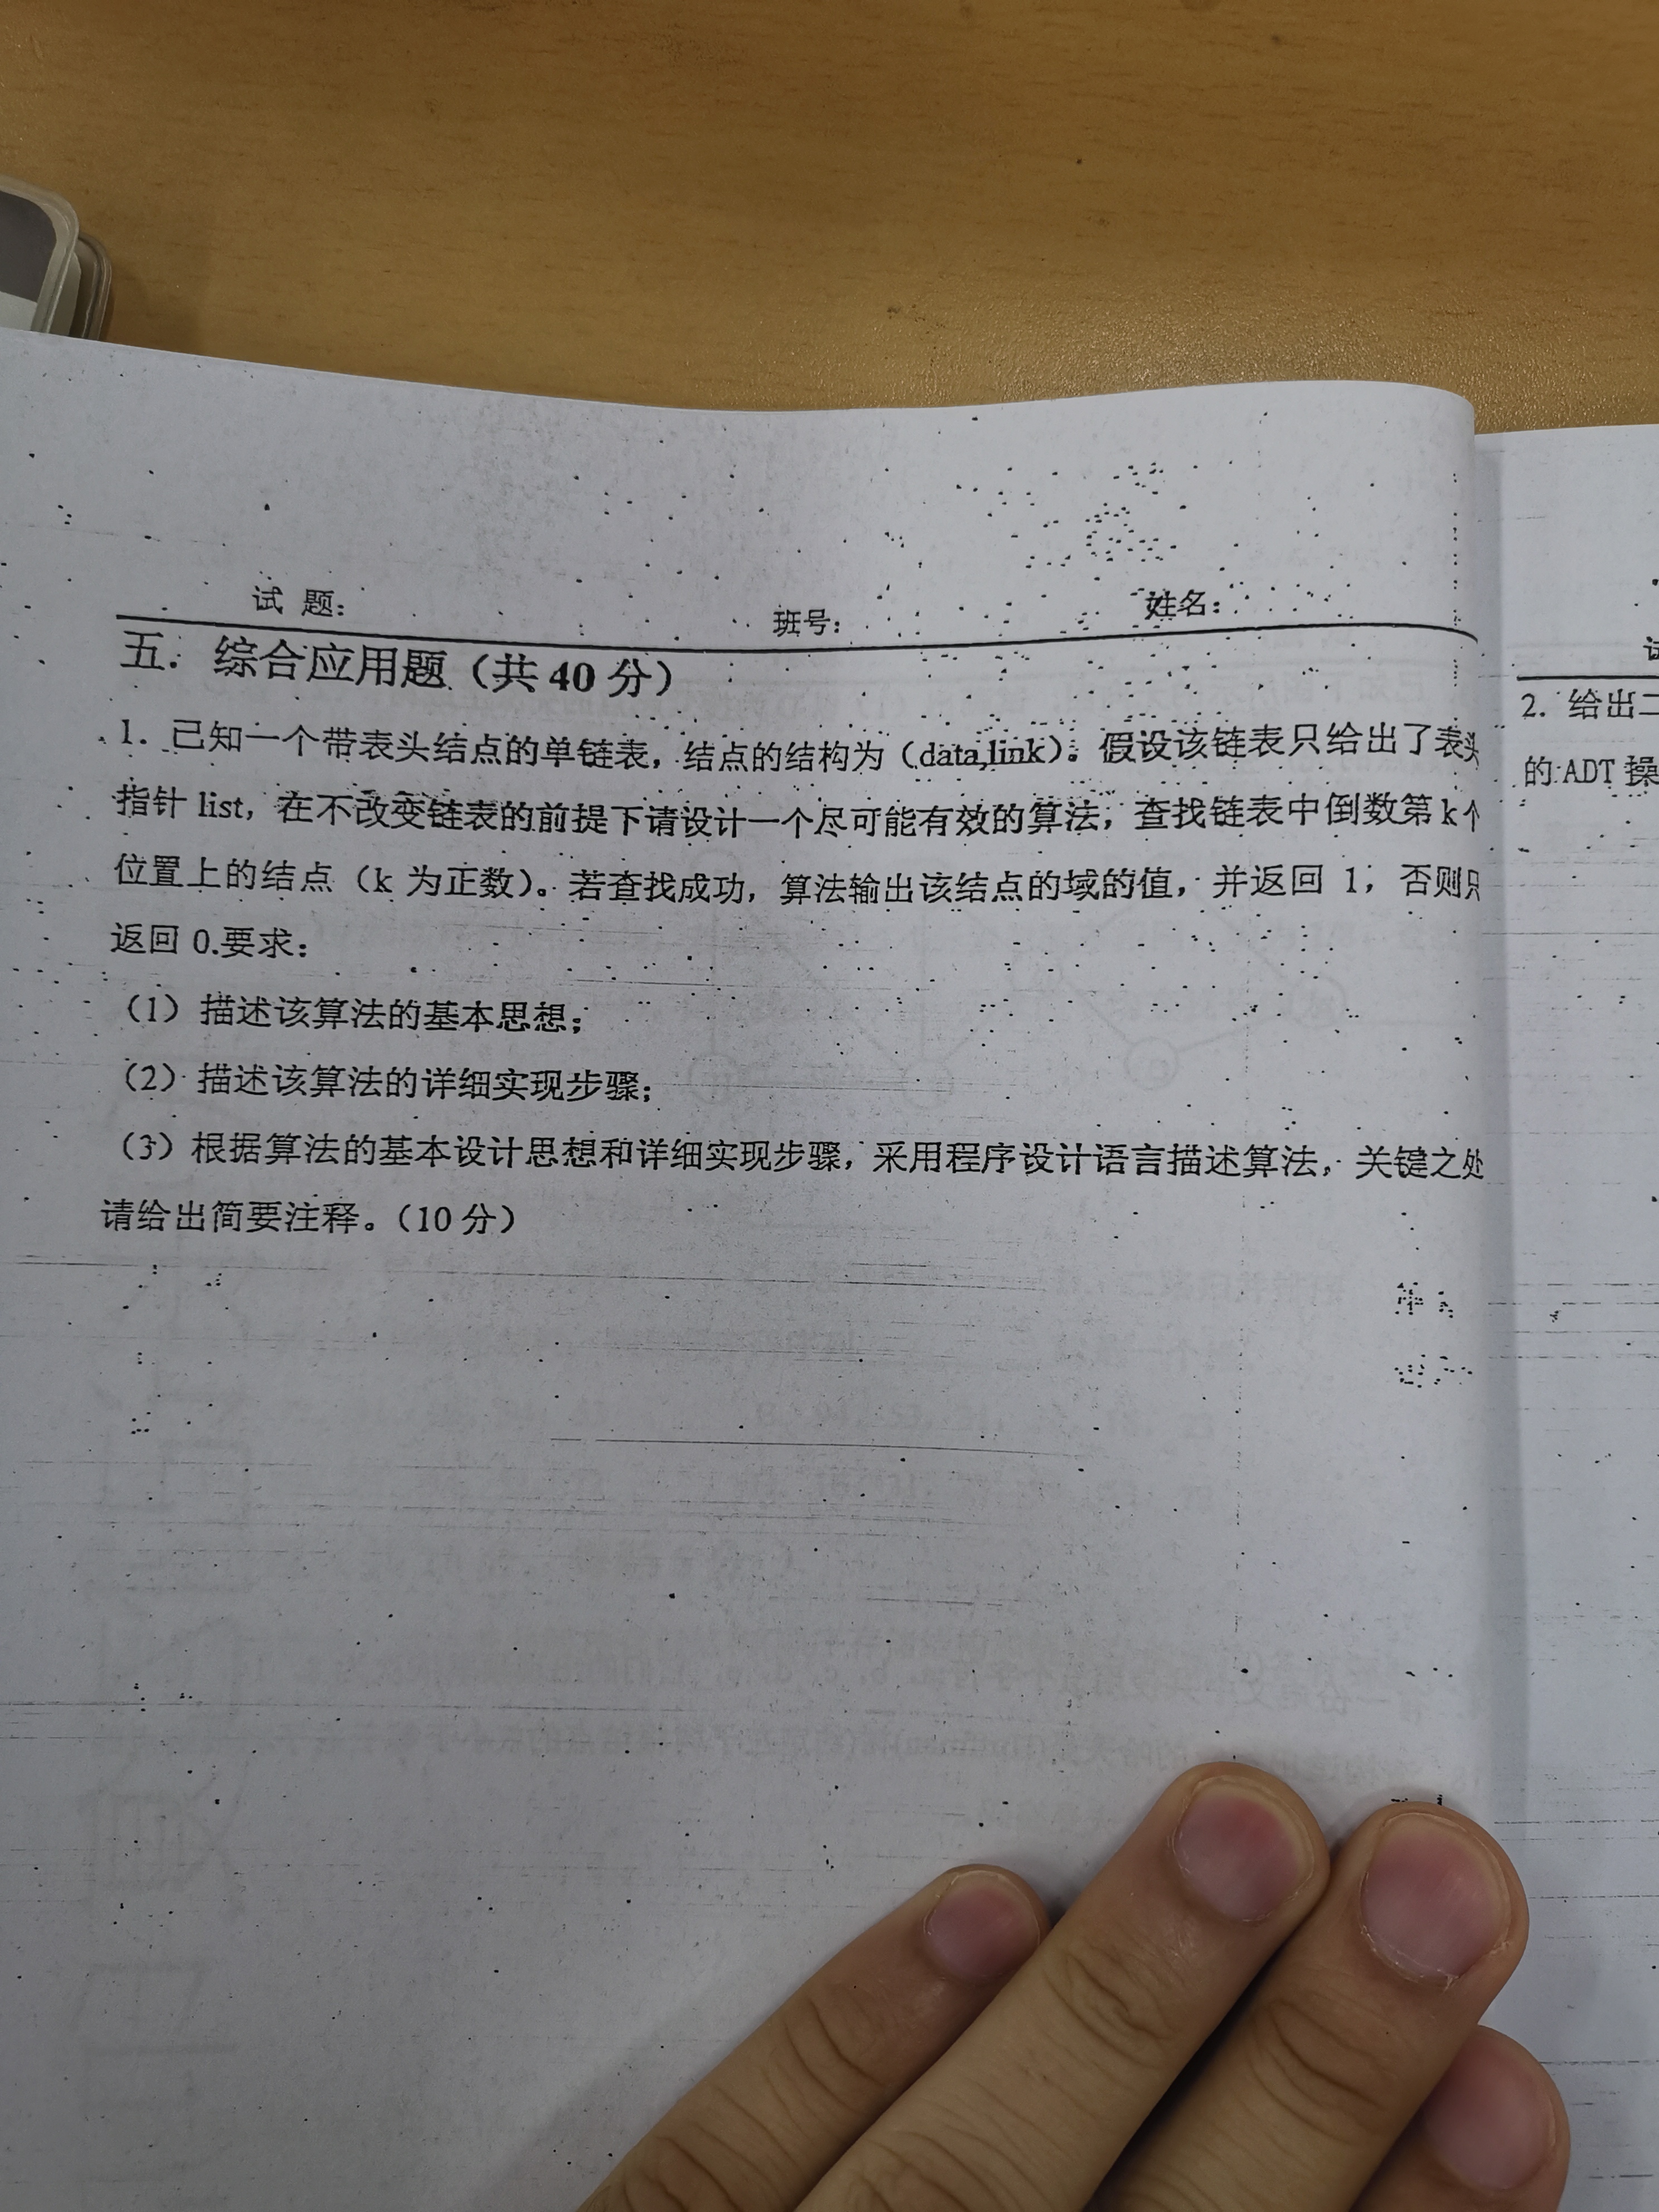 试 题： 班号： 姓名：
五．综合应用题（共 40 分）
1. 已知一个带表头结点的单链表，结点的结构为（data,link）。假设该链表只给出了表头
指针 list，在不改变链表的前提下请设计一个尽可能有效的算法，查找链表中倒数第 k 个
位置上的结点（k 为正数）。若查找成功，算法输出该结点的域的值，并返回 1，否则只
返回 0.要求：
（1）描述该算法的基本思想；
（2）描述该算法的详细实现步骤；
（3）根据算法的基本设计思想和详细实现步骤，采用程序设计语言描述算法，关键之处
请给出简要注释。（10 分）
试
2. 给出二
的 ADT 操